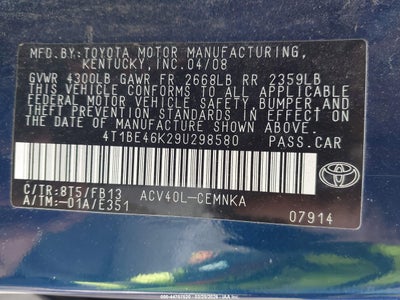 MFD.BY: TOYOTA MOTOR MANUFACTURING,
KENTUCKY, INC. 04/08
GVWR 4300LB GAWR FR 2668LB RR 2359LB
THIS VEHICLE CONFORMS TO ALL APPLICABLE
FEDERAL MOTOR VEHICLE SAFETY, BUMPER, AND
THEFT PREVENTION STANDARDS IN EFFECT ON
THE DATE OF MANUFACTURE SHOWN ABOVE.
4T1BE46K29U298580 PASS.CAR
C/TR:8T5/FB13 ACV40L-CEMNKA
A/TM:-01A/E351
TOYOTA
07914